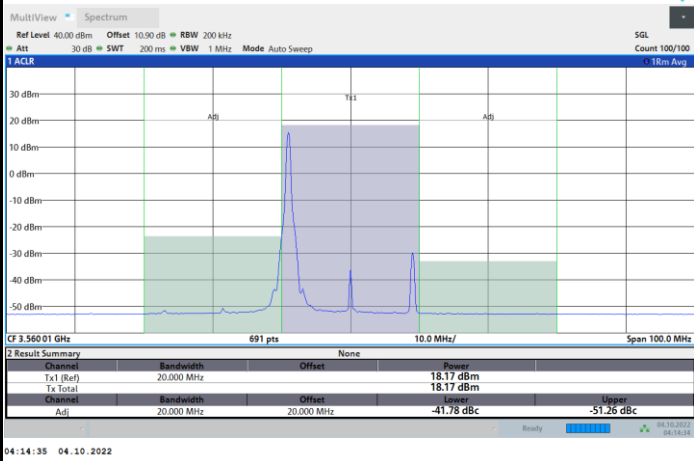 MultiView Spectrum
Ref Level 40.00 dBm Offset 10.90 dB RBW 200 kHz SGL
Att 30 dB SWT 200 ms VBW 1 MHz Mode Auto Sweep Count 100/100
1 ACLR 1Rm Avg
30 dBm
Tx1
20 dBm
Adj Adj
10 dBm
0 dBm
-10 dBm
-20 dBm
-30 dBm
-40 dBm
-50 dBm
CF 3.56001 GHz 691 pts 10.0 MHz/ Span 100.0 MHz
2 Result Summary None
Channel Bandwidth Offset Power
Tx1 (Ref) 20.000 MHz 18.17 dBm
Tx Total 18.17 dBm
Channel Bandwidth Offset Lower Upper
Adj 20.000 MHz 20.000 MHz -41.78 dBc -51.26 dBc
Ready 04.10.2022
04:14:34
04:14:35 04.10.2022